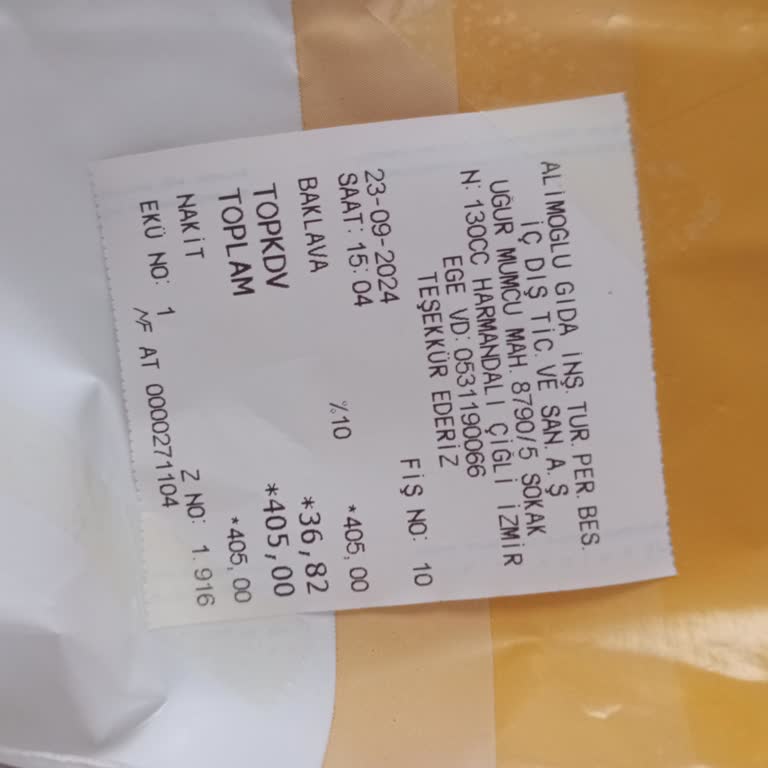 ALİMOGLU GIDA İNŞ. TUR. PER. BES.
İÇ DIŞ TİC. VE SAN. A.Ş
UĞUR MUMCU MAH. 8790/5 SOKAK
N: 130CC HARMANDALI ÇİĞLİ İZMİR
EGE VD: 0531190066
TEŞEKKÜR EDERİZ
23-09-2024 FİŞ NO: 10
SAAT: 15:04
BAKLAVA %10 *405,00
TOPKDV *36,82
TOPLAM *405,00
NAKİT *405,00
EKÜ NO: 1 Z NO: 1.916
MF AT 0000271104